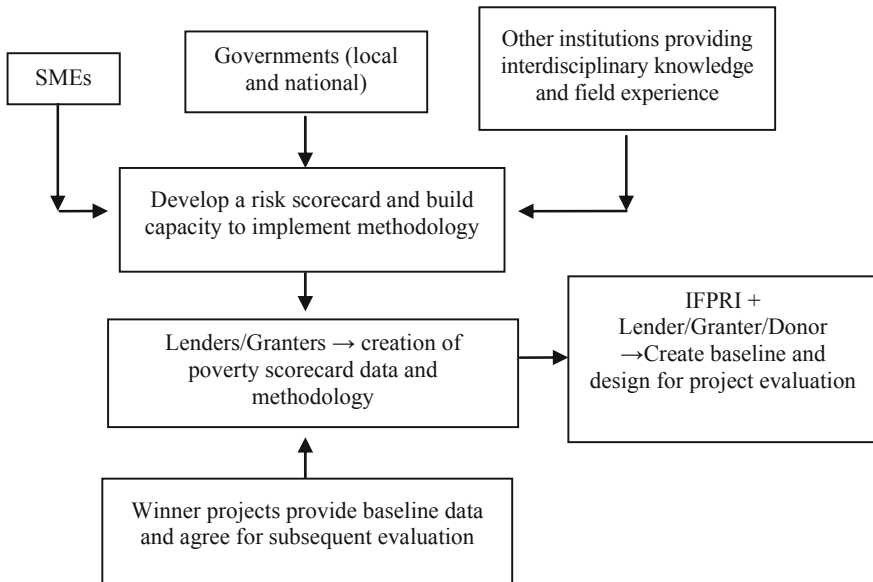 SMEs
Governments (local
and national)
Other institutions providing
interdisciplinary knowledge
and field experience
Develop a risk scorecard and build
capacity to implement methodology
Lenders/Granters → creation of
poverty scorecard data and
methodology
IFPRI +
Lender/Granter/Donor
→Create baseline and
design for project evaluation
Winner projects provide baseline data
and agree for subsequent evaluation